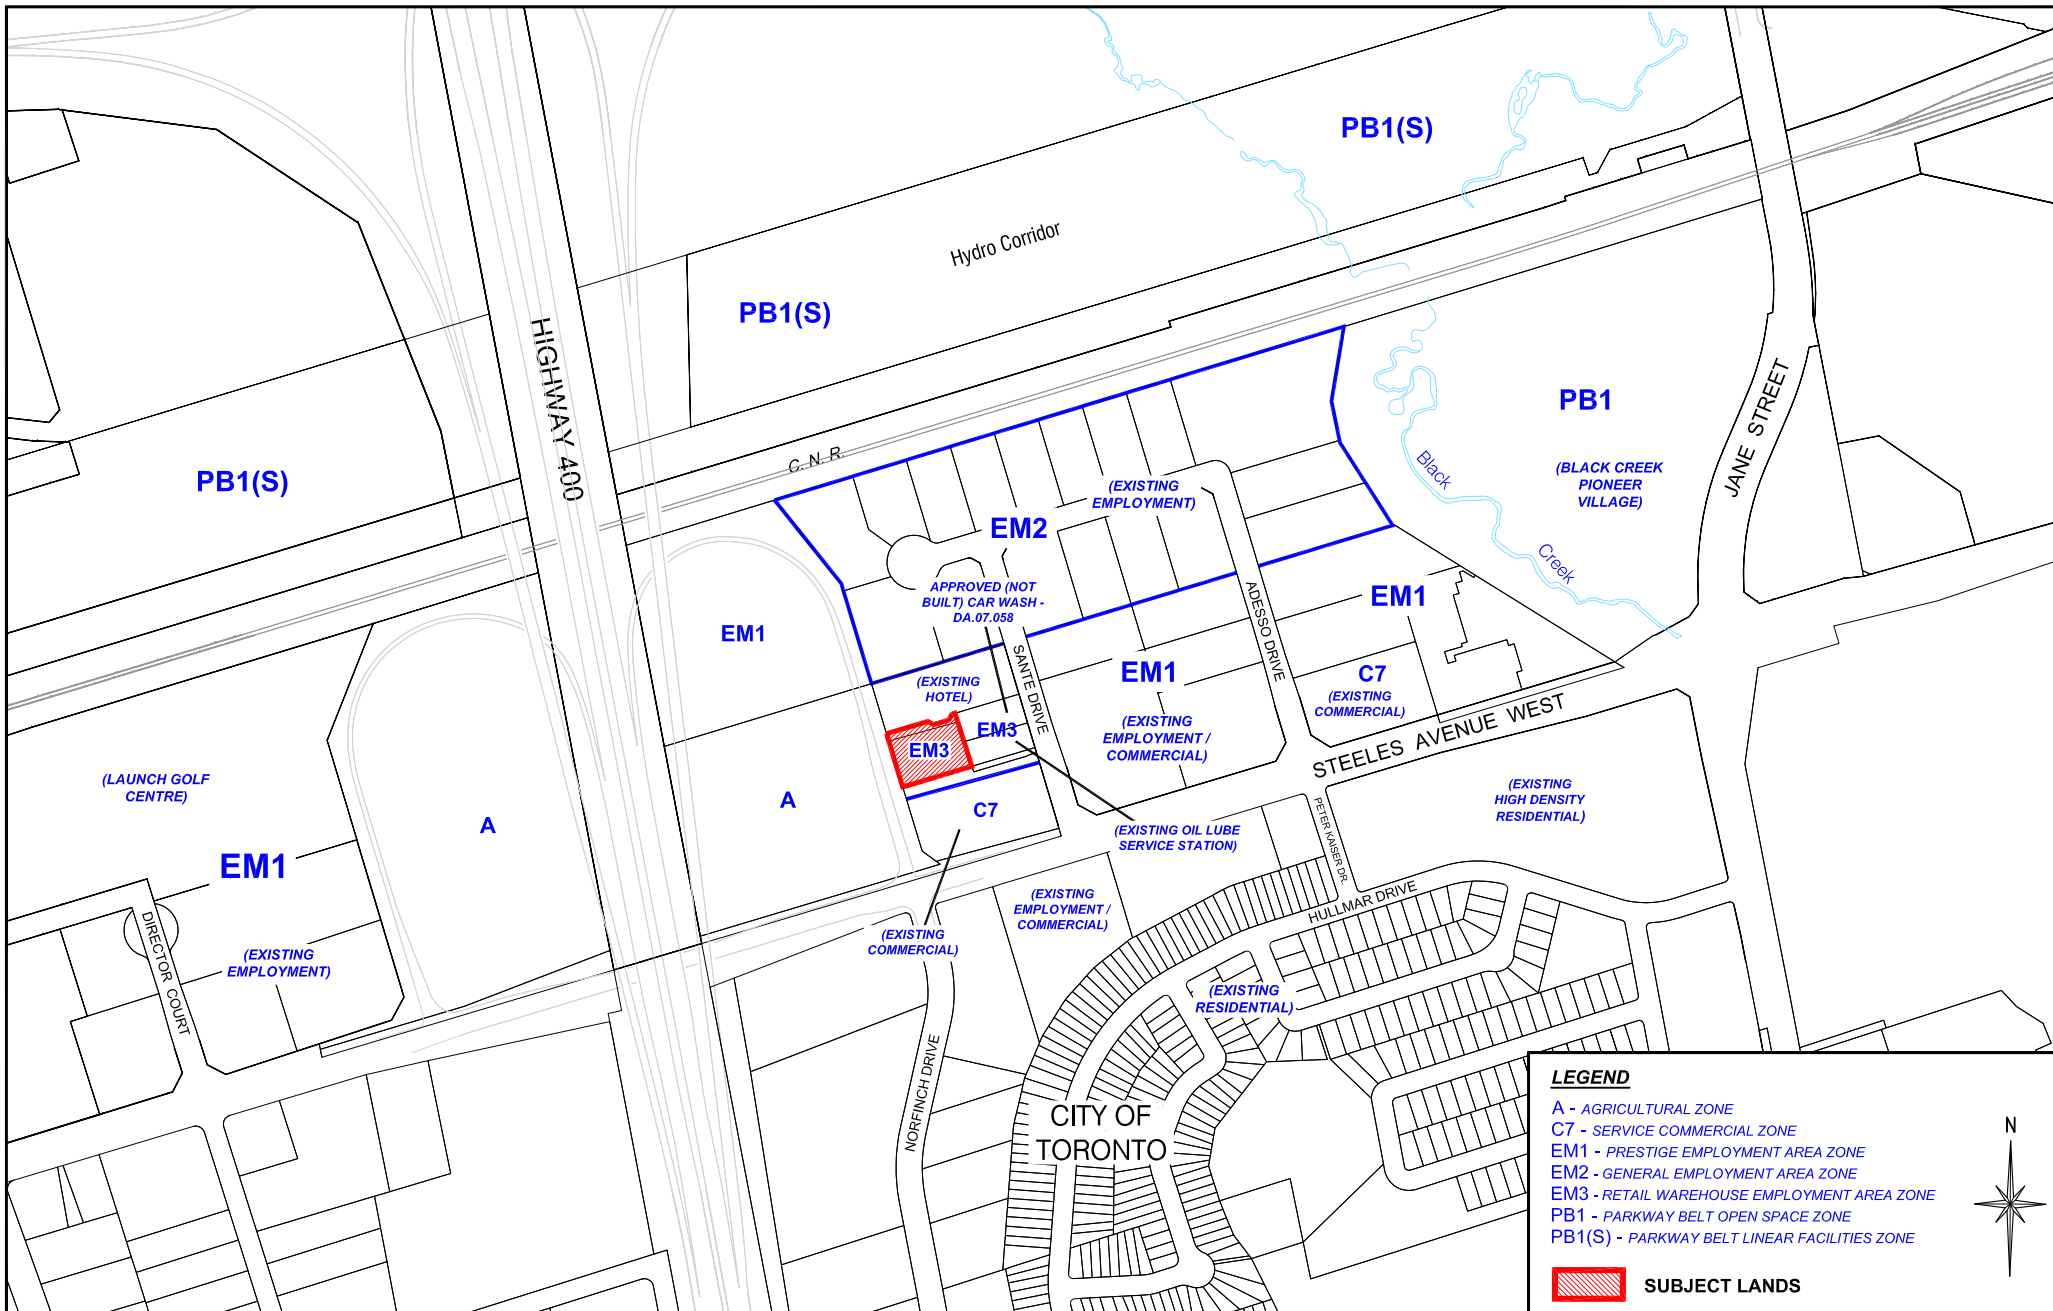 PB1(S)
Hydro Corridor
PB1(S)
HIGHWAY 400
PB1
JANE STREET
C. N. R.
PB1(S)
Black
(BLACK CREEK
PIONEER
VILLAGE)
(EXISTING
EMPLOYMENT)
EM2
Creek
APPROVED (NOT
BUILT) CAR WASH -
DA.07.058
EM1
EM1
ADESSO DRIVE
SANTE DRIVE
EM1
C7
(EXISTING
COMMERCIAL)
(EXISTING
HOTEL)
EM3
EM3
(EXISTING
EMPLOYMENT /
COMMERCIAL)
STEELES AVENUE WEST
(LAUNCH GOLF
CENTRE)
A
A
C7
(EXISTING
HIGH DENSITY
RESIDENTIAL)
(EXISTING OIL LUBE
SERVICE STATION)
PETER KAISER DR.
EM1
HULLMAR DRIVE
(EXISTING
EMPLOYMENT /
COMMERCIAL)
(EXISTING
COMMERCIAL)
DIRECTOR COURT
(EXISTING
EMPLOYMENT)
(EXISTING
RESIDENTIAL)
NORFINCH DRIVE
CITY OF
TORONTO
LEGEND
A - AGRICULTURAL ZONE
C7 - SERVICE COMMERCIAL ZONE
EM1 - PRESTIGE EMPLOYMENT AREA ZONE
EM2 - GENERAL EMPLOYMENT AREA ZONE
EM3 - RETAIL WAREHOUSE EMPLOYMENT AREA ZONE
PB1 - PARKWAY BELT OPEN SPACE ZONE
PB1(S) - PARKWAY BELT LINEAR FACILITIES ZONE
N
SUBJECT LANDS